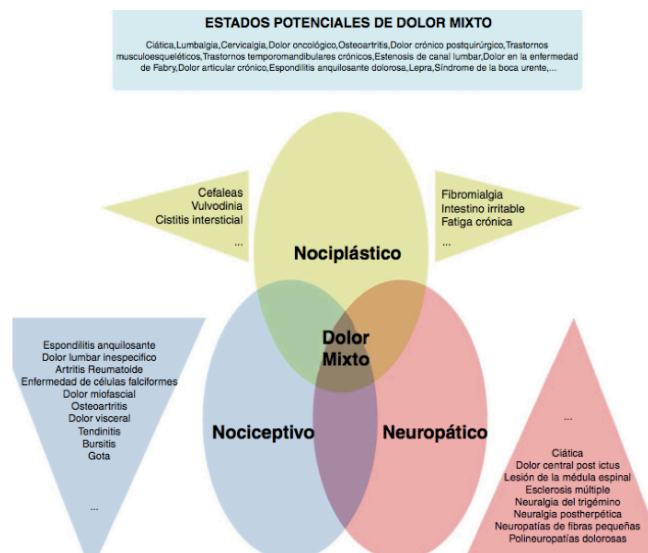 ESTADOS POTENCIALES DE DOLOR MIXTO
Ciática,Lumbalgia,Cervicalgia,Dolor oncológico,Osteoartritis,Dolor crónico postquirúrgico,Trastornos
musculoesqueléticos,Trastornos temporomandibulares crónicos,Estenosis de canal lumbar,Dolor en la enfermedad
de Fabry,Dolor articular crónico,Espondilitis anquilosante dolorosa,Lepra,Síndrome de la boca urente,...
Cefaleas
Vulvodinia
Cistitis intersticial
...
Fibromialgia
Intestino irritable
Fatiga crónica
...
Nociplástico
Dolor
Mixto
Nociceptivo
Neuropático
Espondilitis anquilosante
Dolor lumbar inespecifico
Artritis Reumatoide
Enfermedad de células falciformes
Dolor miofascial
Osteoartritis
Dolor visceral
Tendinitis
Bursitis
Gota
...
...
Ciática
Dolor central post ictus
Lesión de la médula espinal
Esclerosis múltiple
Neuralgia del trigémino
Neuralgia postherpética
Neuropatías de fibras pequeñas
Polineuropatías dolorosas